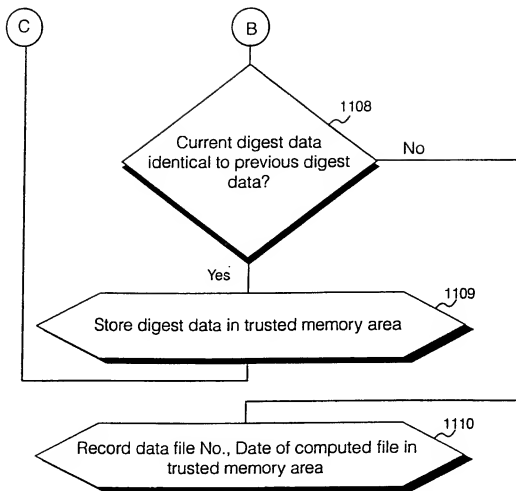 C
B
1108
Current digest data
identical to previous digest
data?
No
Yes
1109
Store digest data in trusted memory area
1110
Record data file No., Date of computed file in
trusted memory area